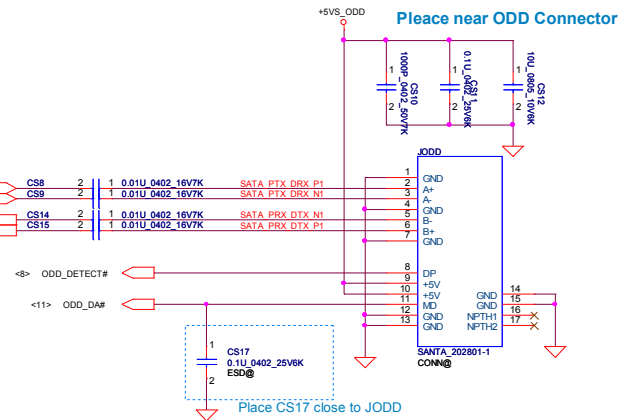 +5VS_ODD
Pleace near ODD Connector
1 1 1
2 2 2
CS10
1000P_0402_50V7K
CS11
0.1U_0402_25V6K
CS12
10U_0805_10V6K
JODD
CS8 2 1 0.01U_0402_16V7K SATA_PTX_DRX_P1
CS9 2 1 0.01U_0402_16V7K SATA_PTX_DRX_N1
CS14 2 1 0.01U_0402_16V7K SATA_PRX_DTX_N1
CS15 2 1 0.01U_0402_16V7K SATA_PRX_DTX_P1
1 GND
2 A+
3 A-
4 GND
5 B-
6 B+
7 GND
<8> ODD_DETECT#
<11> ODD_DA#
8 DP
9 +5V
10 +5V
11 MD
12 GND
13 GND
GND 14
GND 15
NPTH1 16
NPTH2 17
SANTA_202801-1
CONN@
1
2
CS17
0.1U_0402_25V6K
ESD@
Place CS17 close to JODD